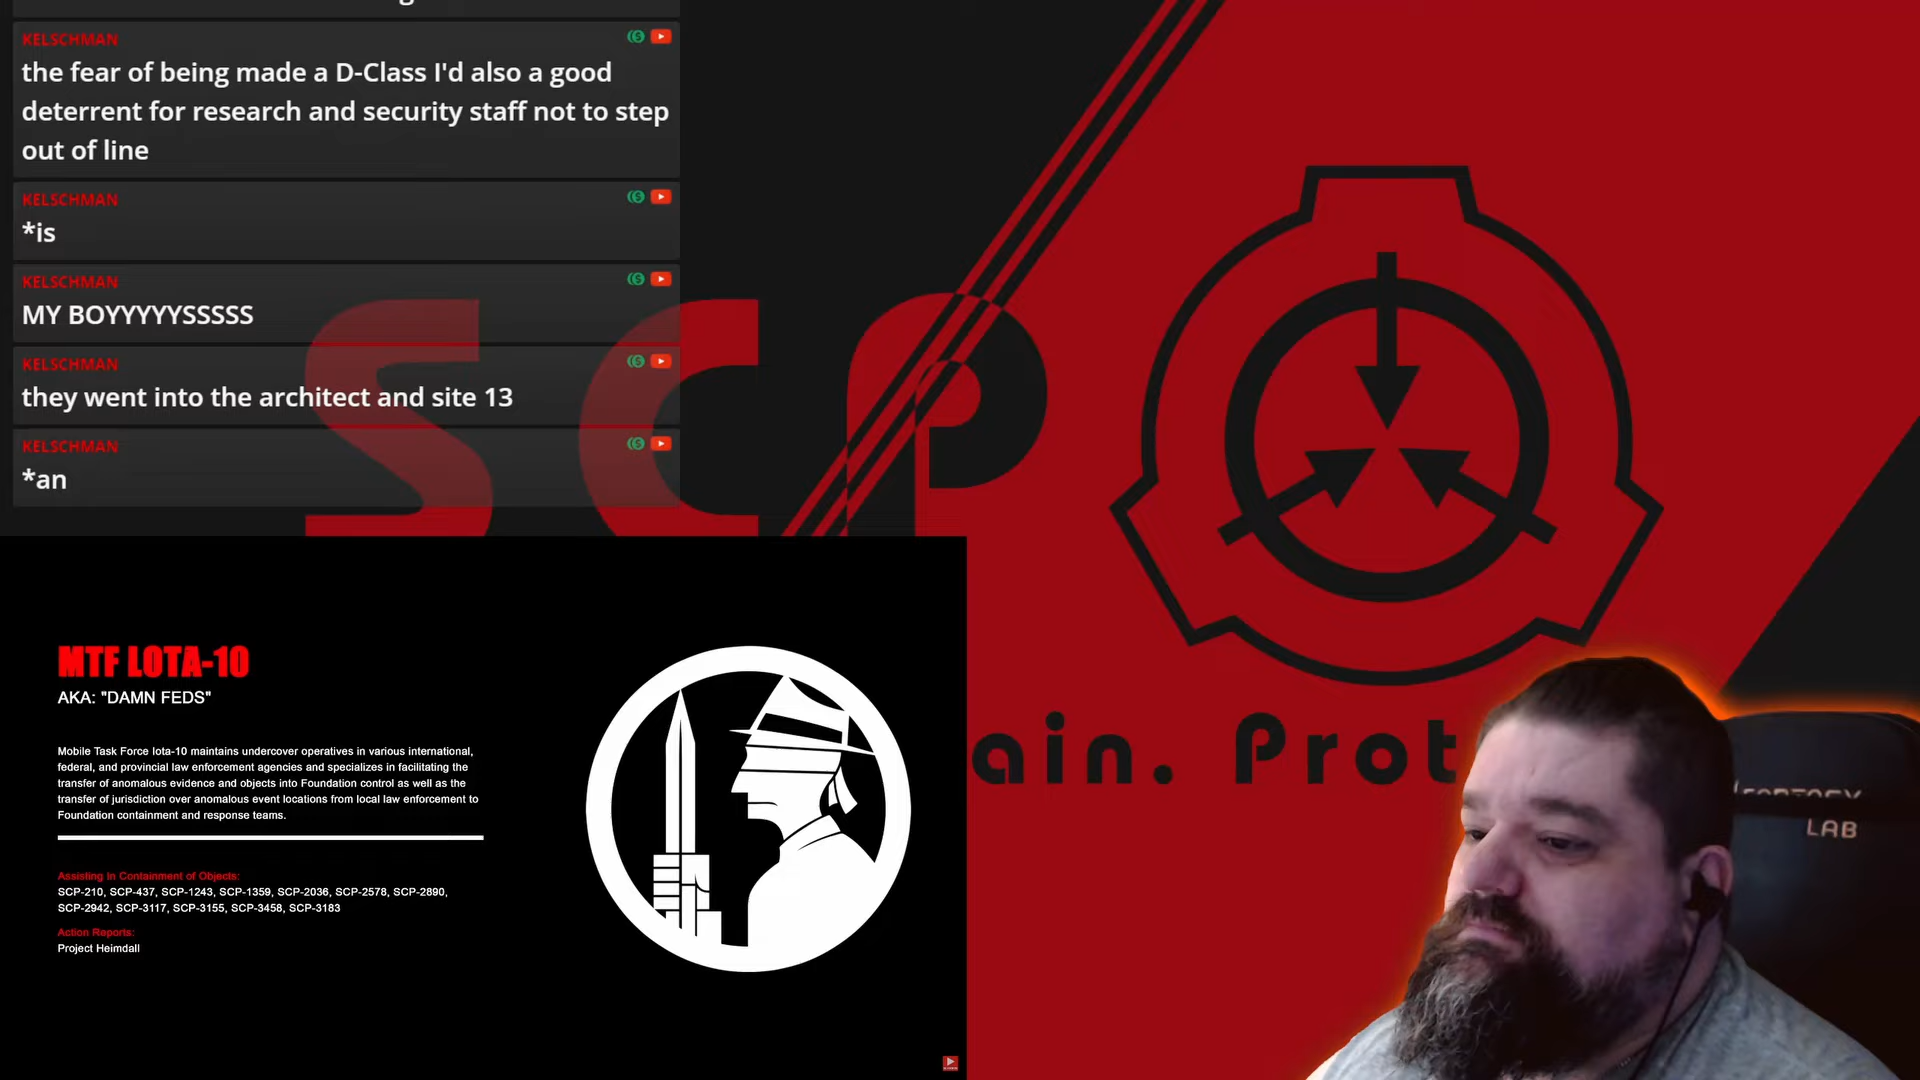 KELSCHMAN
the fear of being made a D-Class I'd also a good
deterrent for research and security staff not to step
out of line
KELSCHMAN
*is
KELSCHMAN
MY BOYYYYYSSSSS
KELSCHMAN
they went into the architect and site 13
KELSCHMAN
*an
SCP
ain. Prot
MTF LOTA-10
AKA: "DAMN FEDS"
Mobile Task Force Iota-10 maintains undercover operatives in various international,
federal, and provincial law enforcement agencies and specializes in facilitating the
transfer of anomalous evidence and objects into Foundation control as well as the
transfer of jurisdiction over anomalous event locations from local law enforcement to
Foundation containment and response teams.
Assisting In Containment of Objects:
SCP-210, SCP-437, SCP-1243, SCP-1359, SCP-2036, SCP-2578, SCP-2890,
SCP-2942, SCP-3117, SCP-3155, SCP-3458, SCP-3183
Action Reports:
Project Heimdall
LAB